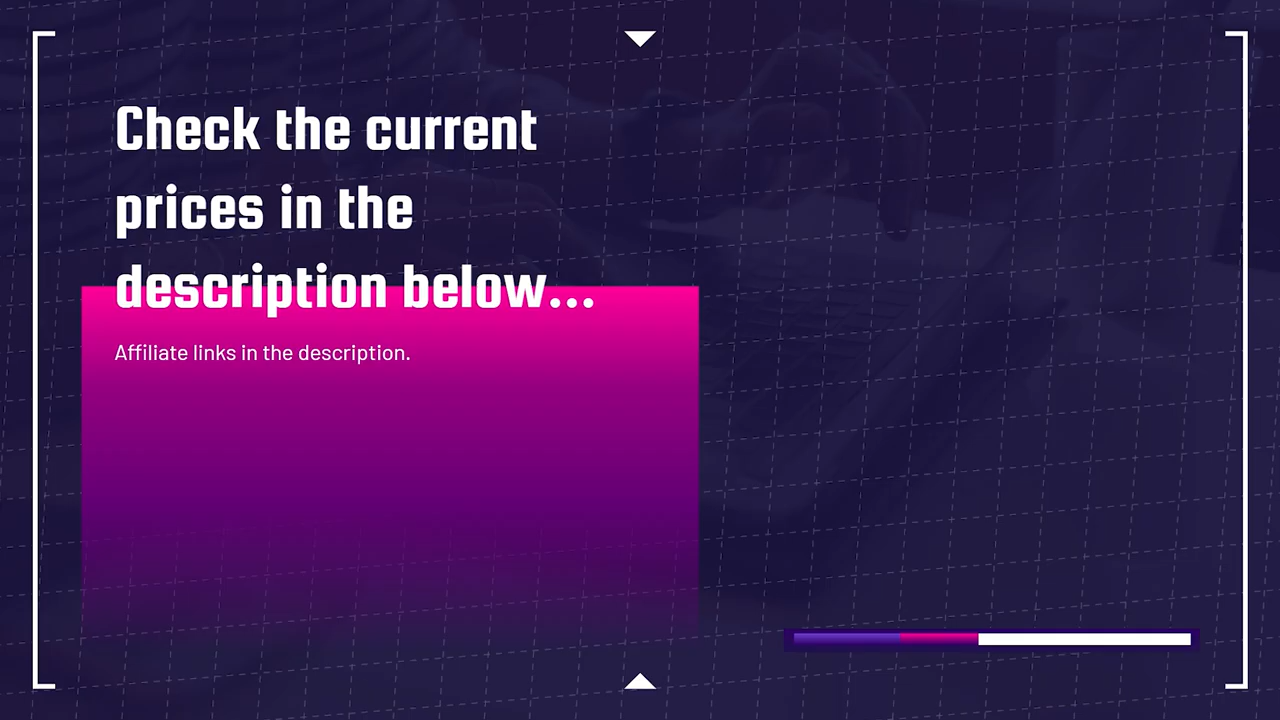 Check the current
prices in the
description below...
Affiliate links in the description.